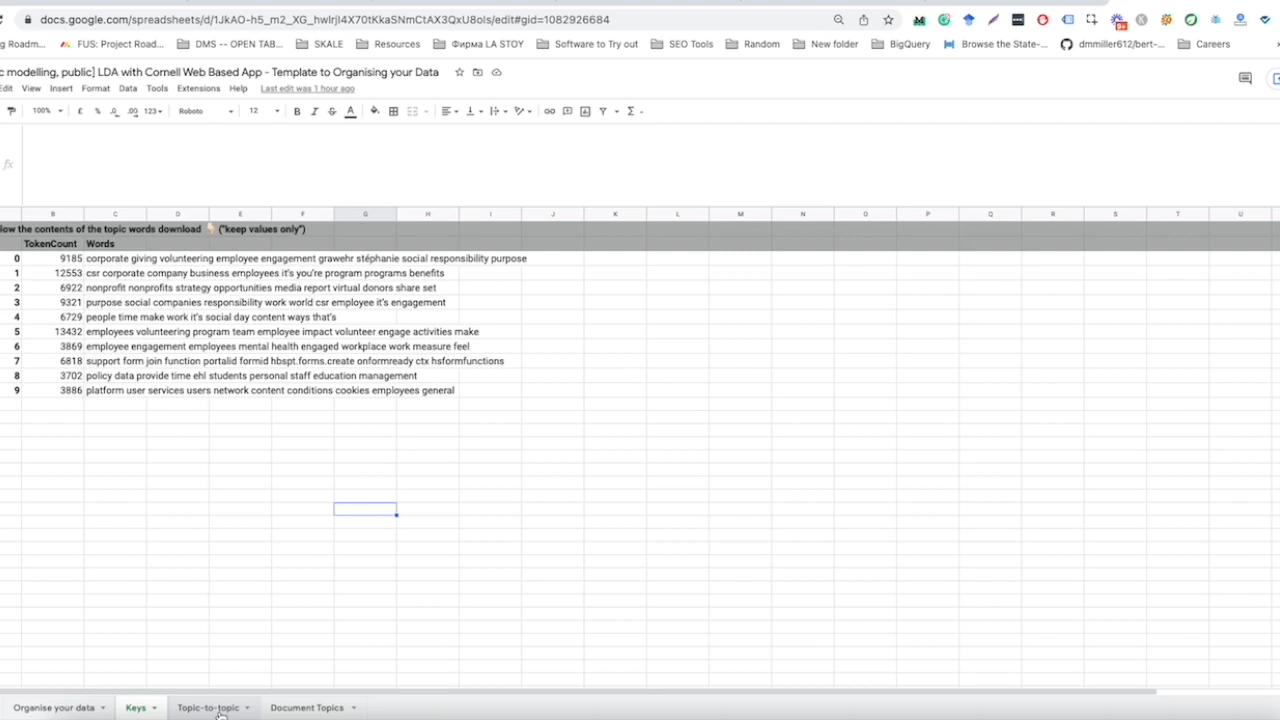 docs.google.com/spreadsheets/d/1JkAO-h5_m2_XG_hwIrjI4X70tKkaSNmCtAX3QxU8oIs/edit#gid=1082926684
g Roadm... FUS: Project Road... DMS -- OPEN TAB... SKALE Resources Фирма LA STOY Software to Try out SEO Tools Random New folder BigQuery Browse the State-... dmmiller612/bert-... Careers
c modelling, public] LDA with Cornell Web Based App - Template to Organising your Data
Edit View Insert Format Data Tools Extensions Help Last edit was 1 hour ago
100% £ % .0 .00 123 Roboto 12 B I S A
fx
B C D E F G H I J K L M N O P Q R S T U
low the contents of the topic words download 👇🏻 ("keep values only")
TokenCount Words
0 9185 corporate giving volunteering employee engagement grawehr stéphanie social responsibility purpose
1 12553 csr corporate company business employees it's you're program programs benefits
2 6922 nonprofit nonprofits strategy opportunities media report virtual donors share set
3 9321 purpose social companies responsibility work world csr employee it's engagement
4 6729 people time make work it's social day content ways that's
5 13432 employees volunteering program team employee impact volunteer engage activities make
6 3869 employee engagement employees mental health engaged workplace work measure feel
7 6818 support form join function portalid formid hbspt.forms.create onformready ctx hsformfunctions
8 3702 policy data provide time ehl students personal staff education management
9 3886 platform user services users network content conditions cookies employees general
Organise your data Keys Topic-to-topic Document Topics